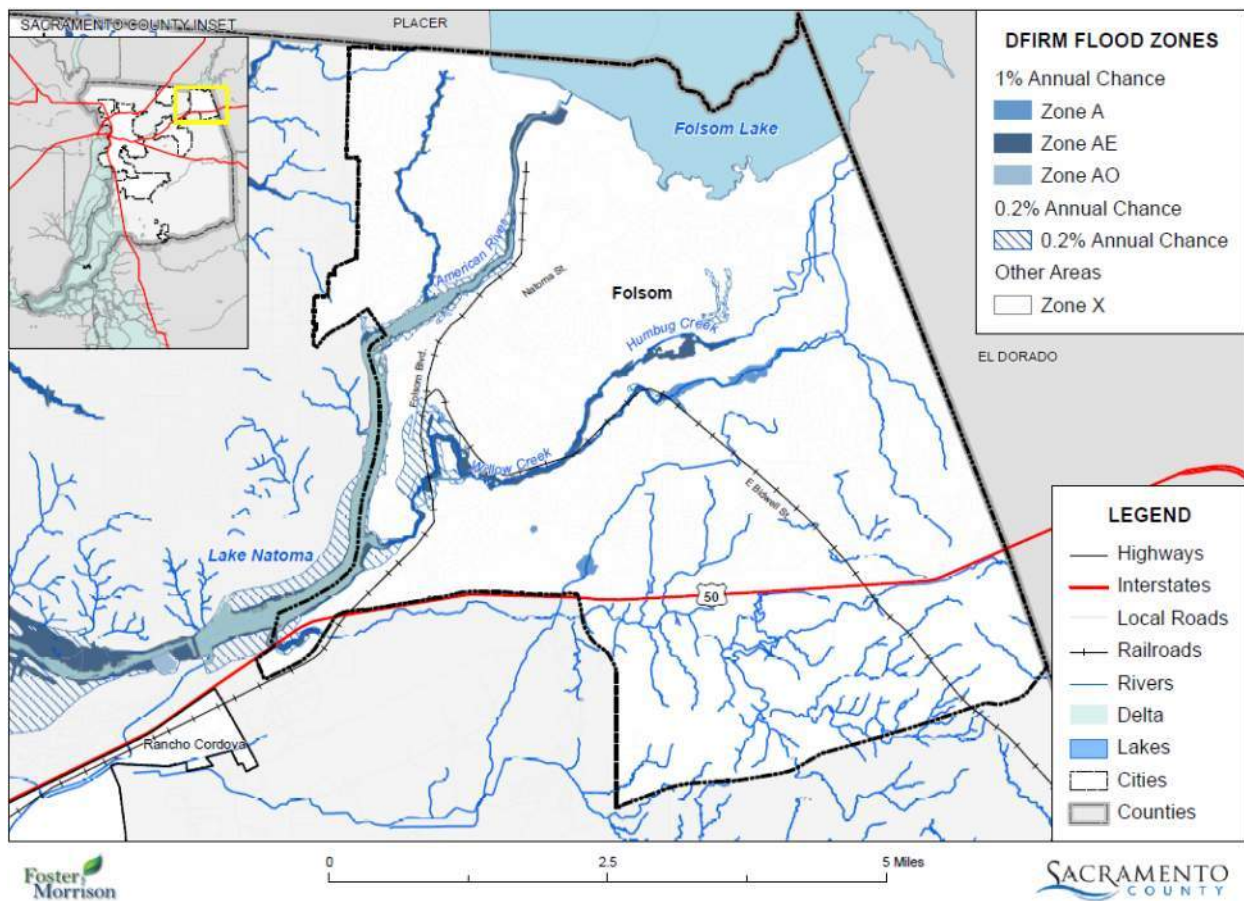 SACRAMENTO COUNTY INSET
PLACER
Folsom Lake
American River
Natoma St.
Folsom
Folsom Blvd.
Humbug Creek
Willow Creek
E Bidwell St.
Lake Natoma
50
Rancho Cordova
EL DORADO
DFIRM FLOOD ZONES
1% Annual Chance
Zone A
Zone AE
Zone AO
0.2% Annual Chance
0.2% Annual Chance
Other Areas
Zone X
LEGEND
Highways
Interstates
Local Roads
Railroads
Rivers
Delta
Lakes
Cities
Counties
Foster
Morrison
0 2.5 5 Miles
SACRAMENTO
COUNTY